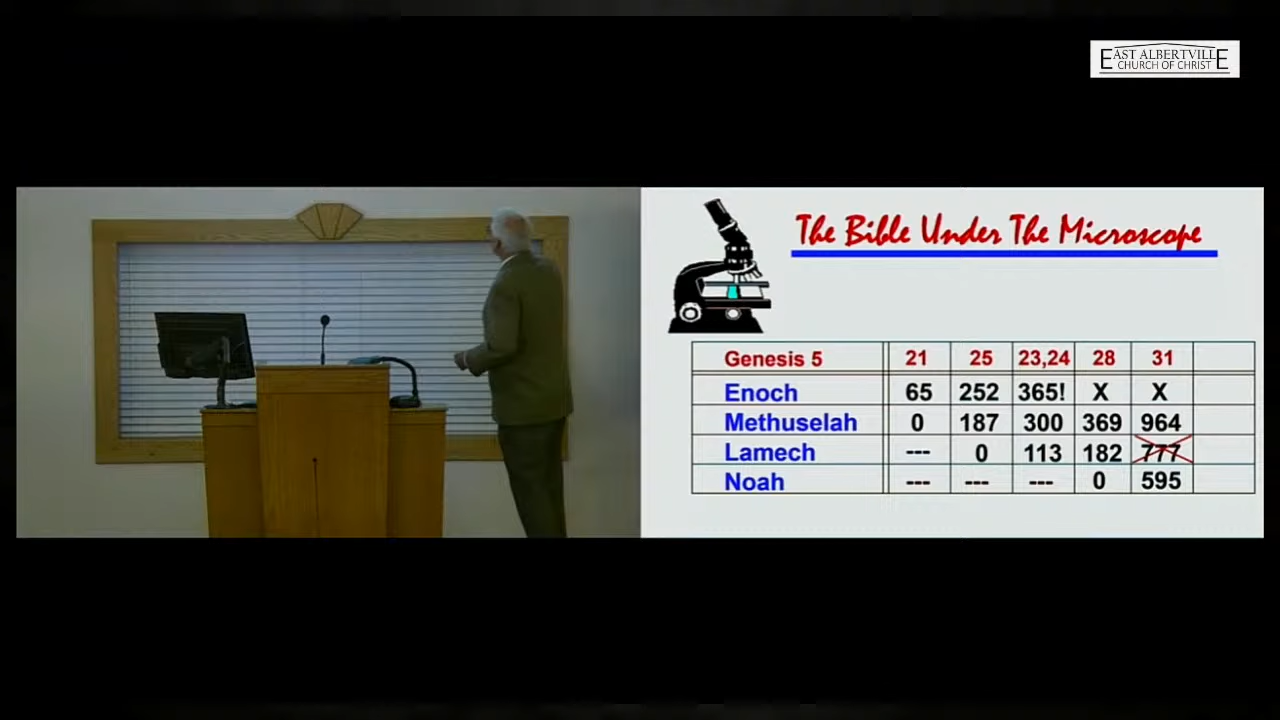 EAST ALBERTVILLE
CHURCH OF CHRIST
The Bible Under The Microscope
Genesis 5 21 25 23,24 28 31
Enoch 65 252 365! X X
Methuselah 0 187 300 369 964
Lamech --- 0 113 182 777
Noah --- --- --- 0 595